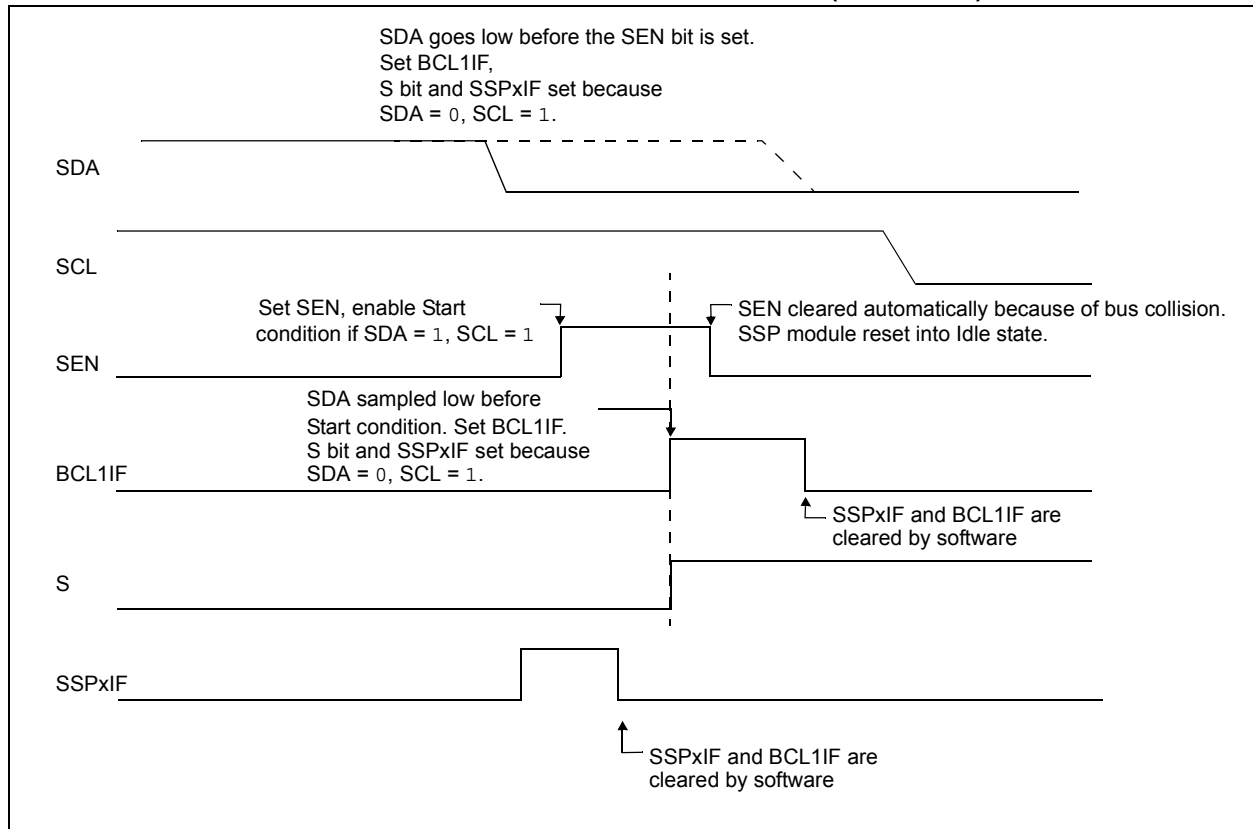 SDA goes low before the SEN bit is set.
Set BCL1IF,
S bit and SSPxIF set because
SDA = 0, SCL = 1.
SDA
SCL
Set SEN, enable Start
condition if SDA = 1, SCL = 1
SEN cleared automatically because of bus collision.
SSP module reset into Idle state.
SEN
SDA sampled low before
Start condition. Set BCL1IF.
S bit and SSPxIF set because
SDA = 0, SCL = 1.
BCL1IF
SSPxIF and BCL1IF are
cleared by software
S
SSPxIF
SSPxIF and BCL1IF are
cleared by software